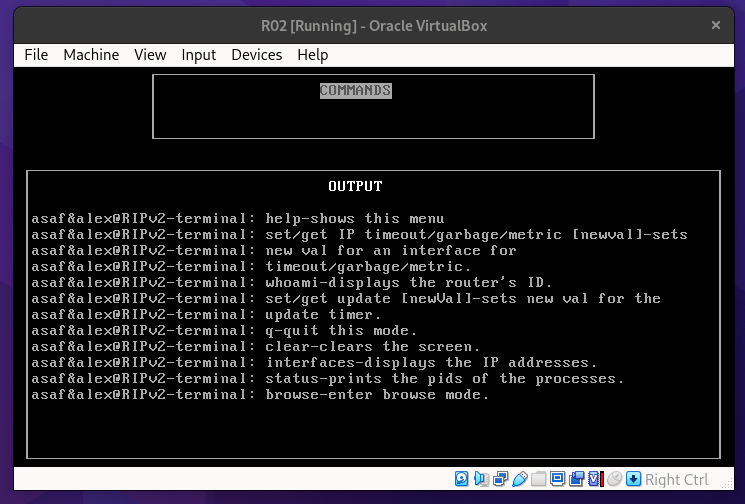 R02 [Running] - Oracle VirtualBox
File Machine View Input Devices Help
COMMANDS
OUTPUT
asaf&alex@RIPv2-terminal: help-shows this menu
asaf&alex@RIPv2-terminal: set/get IP timeout/garbage/metric [newval]-sets
asaf&alex@RIPv2-terminal: new val for an interface for
asaf&alex@RIPv2-terminal: timeout/garbage/metric.
asaf&alex@RIPv2-terminal: whoami-displays the router's ID.
asaf&alex@RIPv2-terminal: set/get update [newVal]-sets new val for the
asaf&alex@RIPv2-terminal: update timer.
asaf&alex@RIPv2-terminal: q-quit this mode.
asaf&alex@RIPv2-terminal: clear-clears the screen.
asaf&alex@RIPv2-terminal: interfaces-displays the IP addresses.
asaf&alex@RIPv2-terminal: status-prints the pids of the processes.
asaf&alex@RIPv2-terminal: browse-enter browse mode.
Right Ctrl